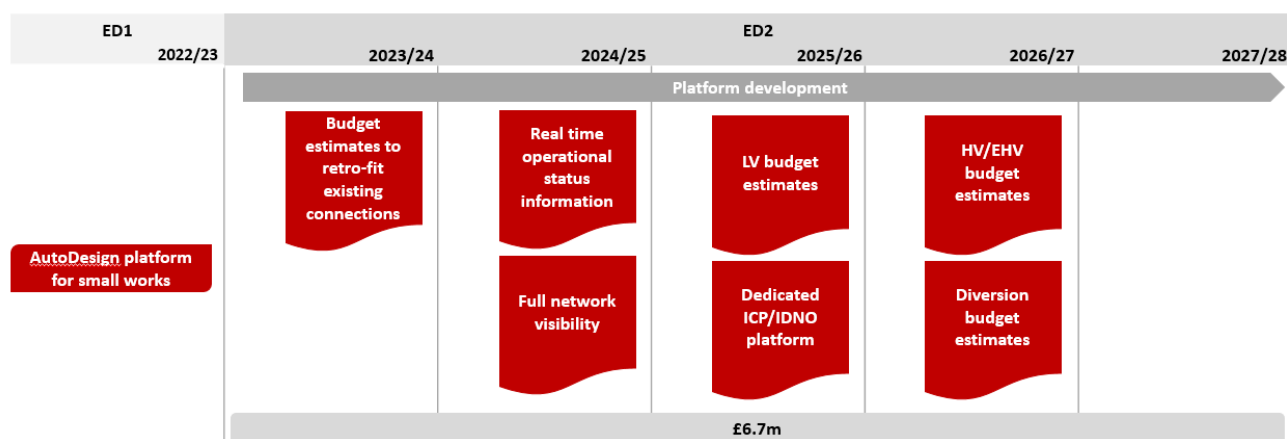 ED1
ED2
2022/23
2023/24
2024/25
2025/26
2026/27
2027/28
Platform development
Budget
estimates to
retro-fit
existing
connections
Real time
operational
status
information
LV budget
estimates
HV/EHV
budget
estimates
AutoDesign platform
for small works
Full network
visibility
Dedicated
ICP/IDNO
platform
Diversion
budget
estimates
£6.7m